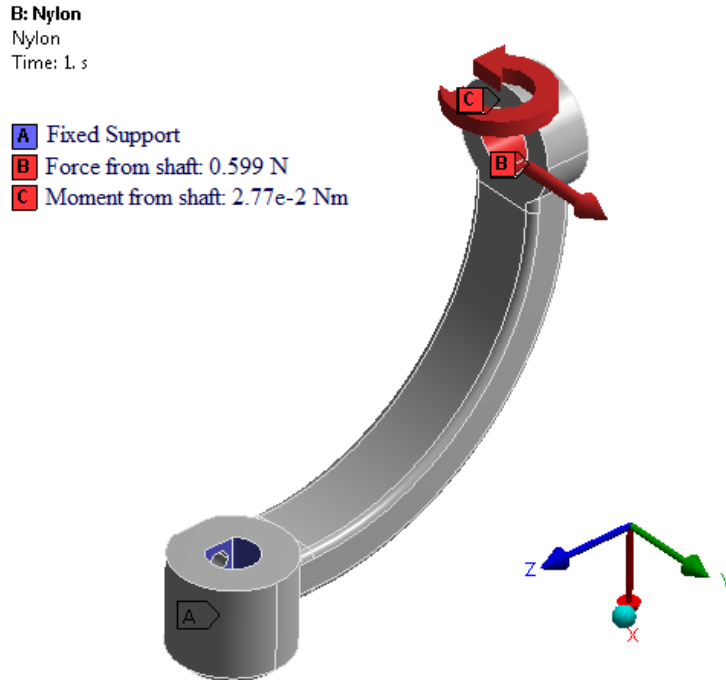 B: Nylon
Nylon
Time: 1. s
A Fixed Support
B Force from shaft: 0.599 N
C Moment from shaft: 2.77e-2 Nm
C
B
A
Z
Y
X